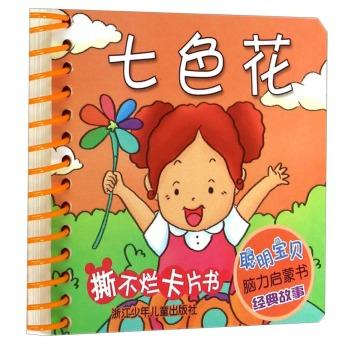 七色花
撕不烂卡片书
聪明宝贝
脑力启蒙书
经典故事
浙江少年儿童出版社